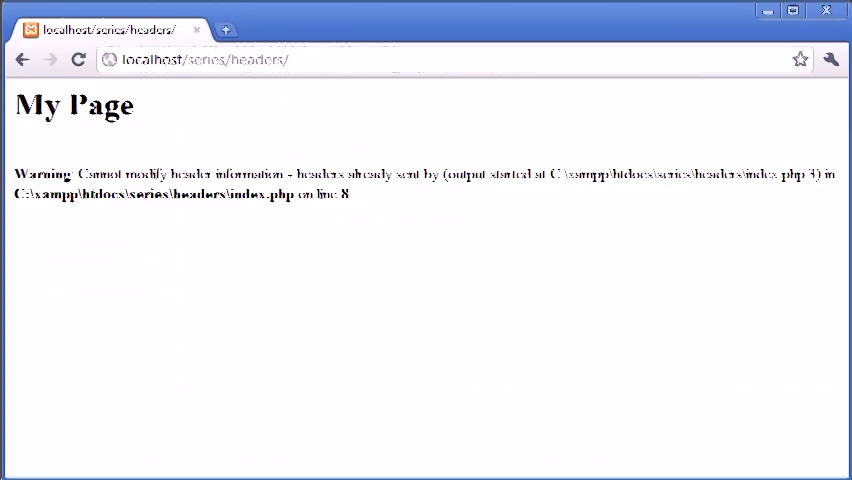 localhost/series/headers/
localhost/series/headers/
My Page
Warning: Cannot modify header information - headers already sent by (output started at C:\xampp\htdocs\series\headers\index.php:3) in
C:\xampp\htdocs\series\headers\index.php on line 8